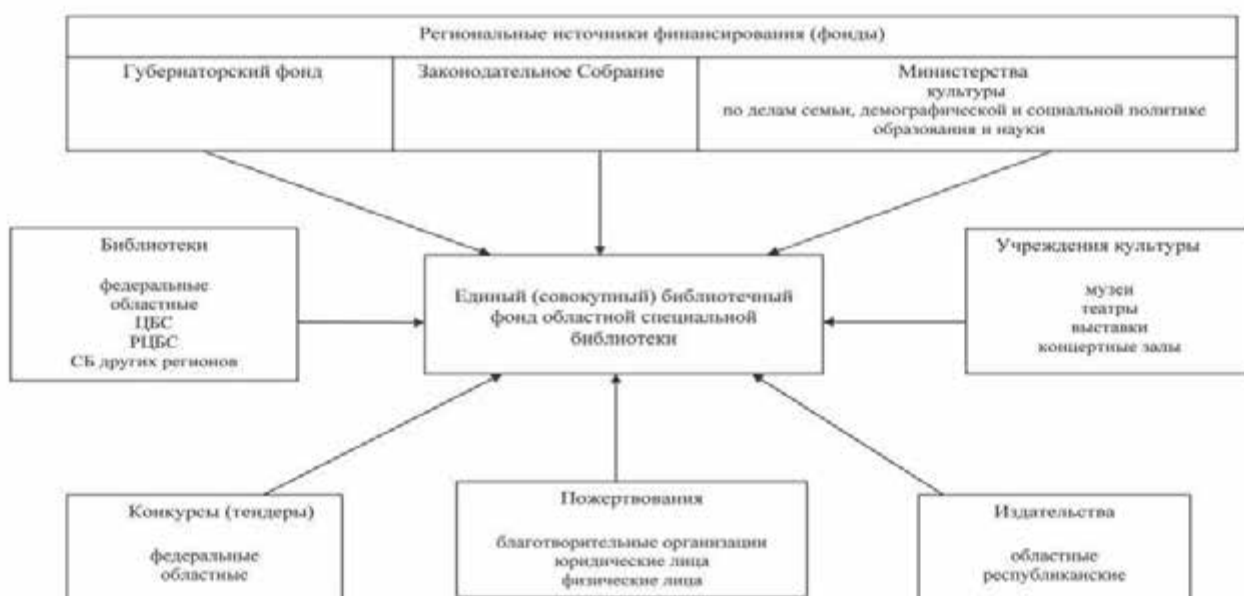 Региональные источники финансирования (фонды)
Губернаторский фонд
Законодательное Собрание
Министерства
культуры
по делам семьи, демографической и социальной политике
образования и науки
Библиотеки
федеральные
областные
ЦБС
РЦБС
СБ других регионов
Единый (совокупный) библиотечный
фонд областной специальной
библиотеки
Учреждения культуры
музеи
театры
выставки
концертные залы
Конкурсы (тендеры)
федеральные
областные
Пожертвования
благотворительные организации
юридические лица
физические лица
Издательства
областные
республиканские